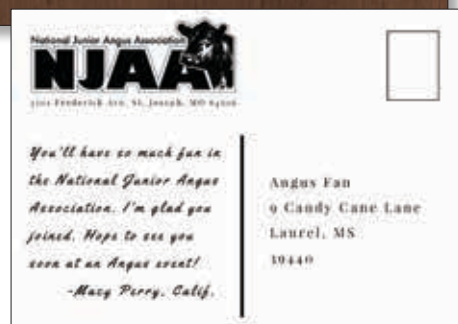 National Junior Angus Association
NJAA
3201 Frederick Ave. St. Joseph, MO 64506
You'll have so much fun in
the National Junior Angus
Association. I'm glad you
joined. Hope to see you
soon at an Angus event!
-Macy Perry, Calif.
Angus Fan
9 Candy Cane Lane
Laurel, MS
39440